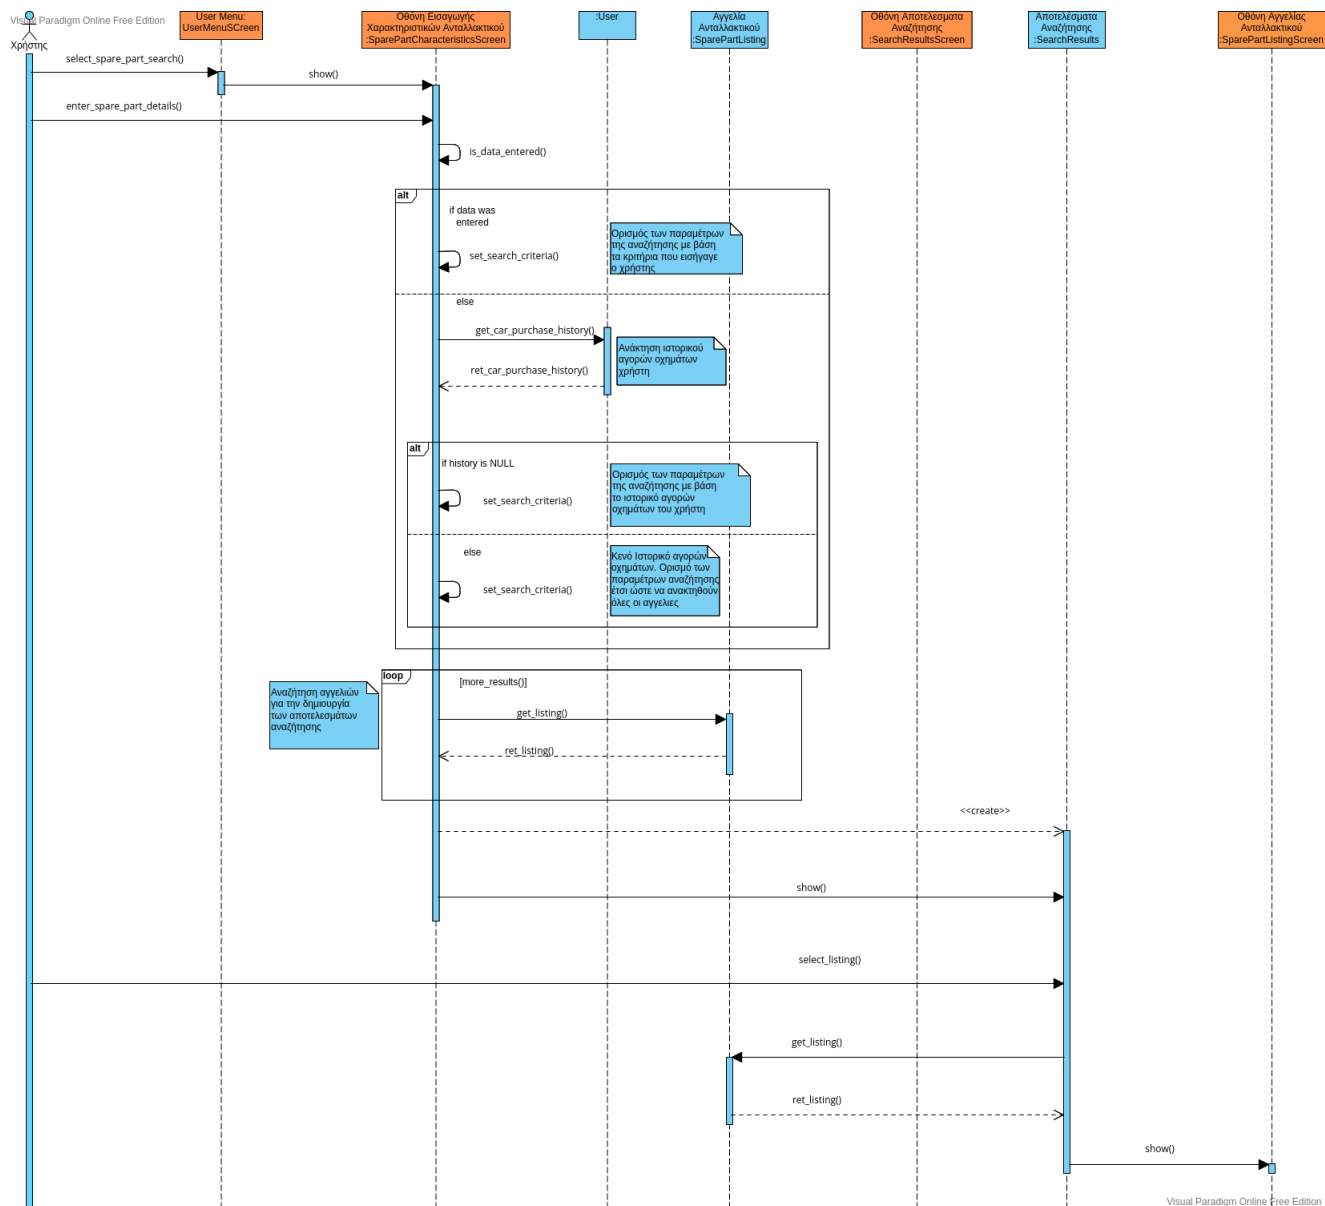 Visual Paradigm Online Free Edition
Χρήστης
User Menu:
UserMenuSCreen
Οθόνη Εισαγωγής
Χαρακτηριστικών Ανταλλακτικού
:SparePartCharacteristicsScreen
:User
Αγγελία
Ανταλλακτικού
:SparePartListing
Οθόνη Αποτελεσματα
Αναζήτησης
:SearchResultsScreen
Αποτελέσματα
Αναζήτησης
:SearchResults
Οθόνη Αγγελίας
Ανταλλακτικού
:SparePartListingScreen
select_spare_part_search()
show()
enter_spare_part_details()
is_data_entered()
alt
if data was
entered
set_search_criteria()
Ορισμός των παραμέτρων
της αναζήτησης με βάση
τα κριτήρια που εισήγαγε
ο χρήστης
else
get_car_purchase_history()
Ανάκτηση ιστορικού
αγορών οχημάτων
χρήστη
ret_car_purchase_history()
alt
if history is NULL
set_search_criteria()
Ορισμός των παραμέτρων
της αναζήτησης με βάση
το ιστορικό αγορών
οχημάτων του χρήστη
else
set_search_criteria()
Κενό Ιστορικό αγορών
οχημάτων. Ορισμό των
παραμέτρων αναζήτησης
έτσι ώστε να ανακτηθούν
όλες οι αγγελιες
loop
[more_results()]
Αναζήτηση αγγελιών
για την δημιουργία
των αποτελεσμάτων
αναζήτησης
get_listing()
ret_listing()
<<create>>
show()
select_listing()
get_listing()
ret_listing()
show()
Visual Paradigm Online Free Edition